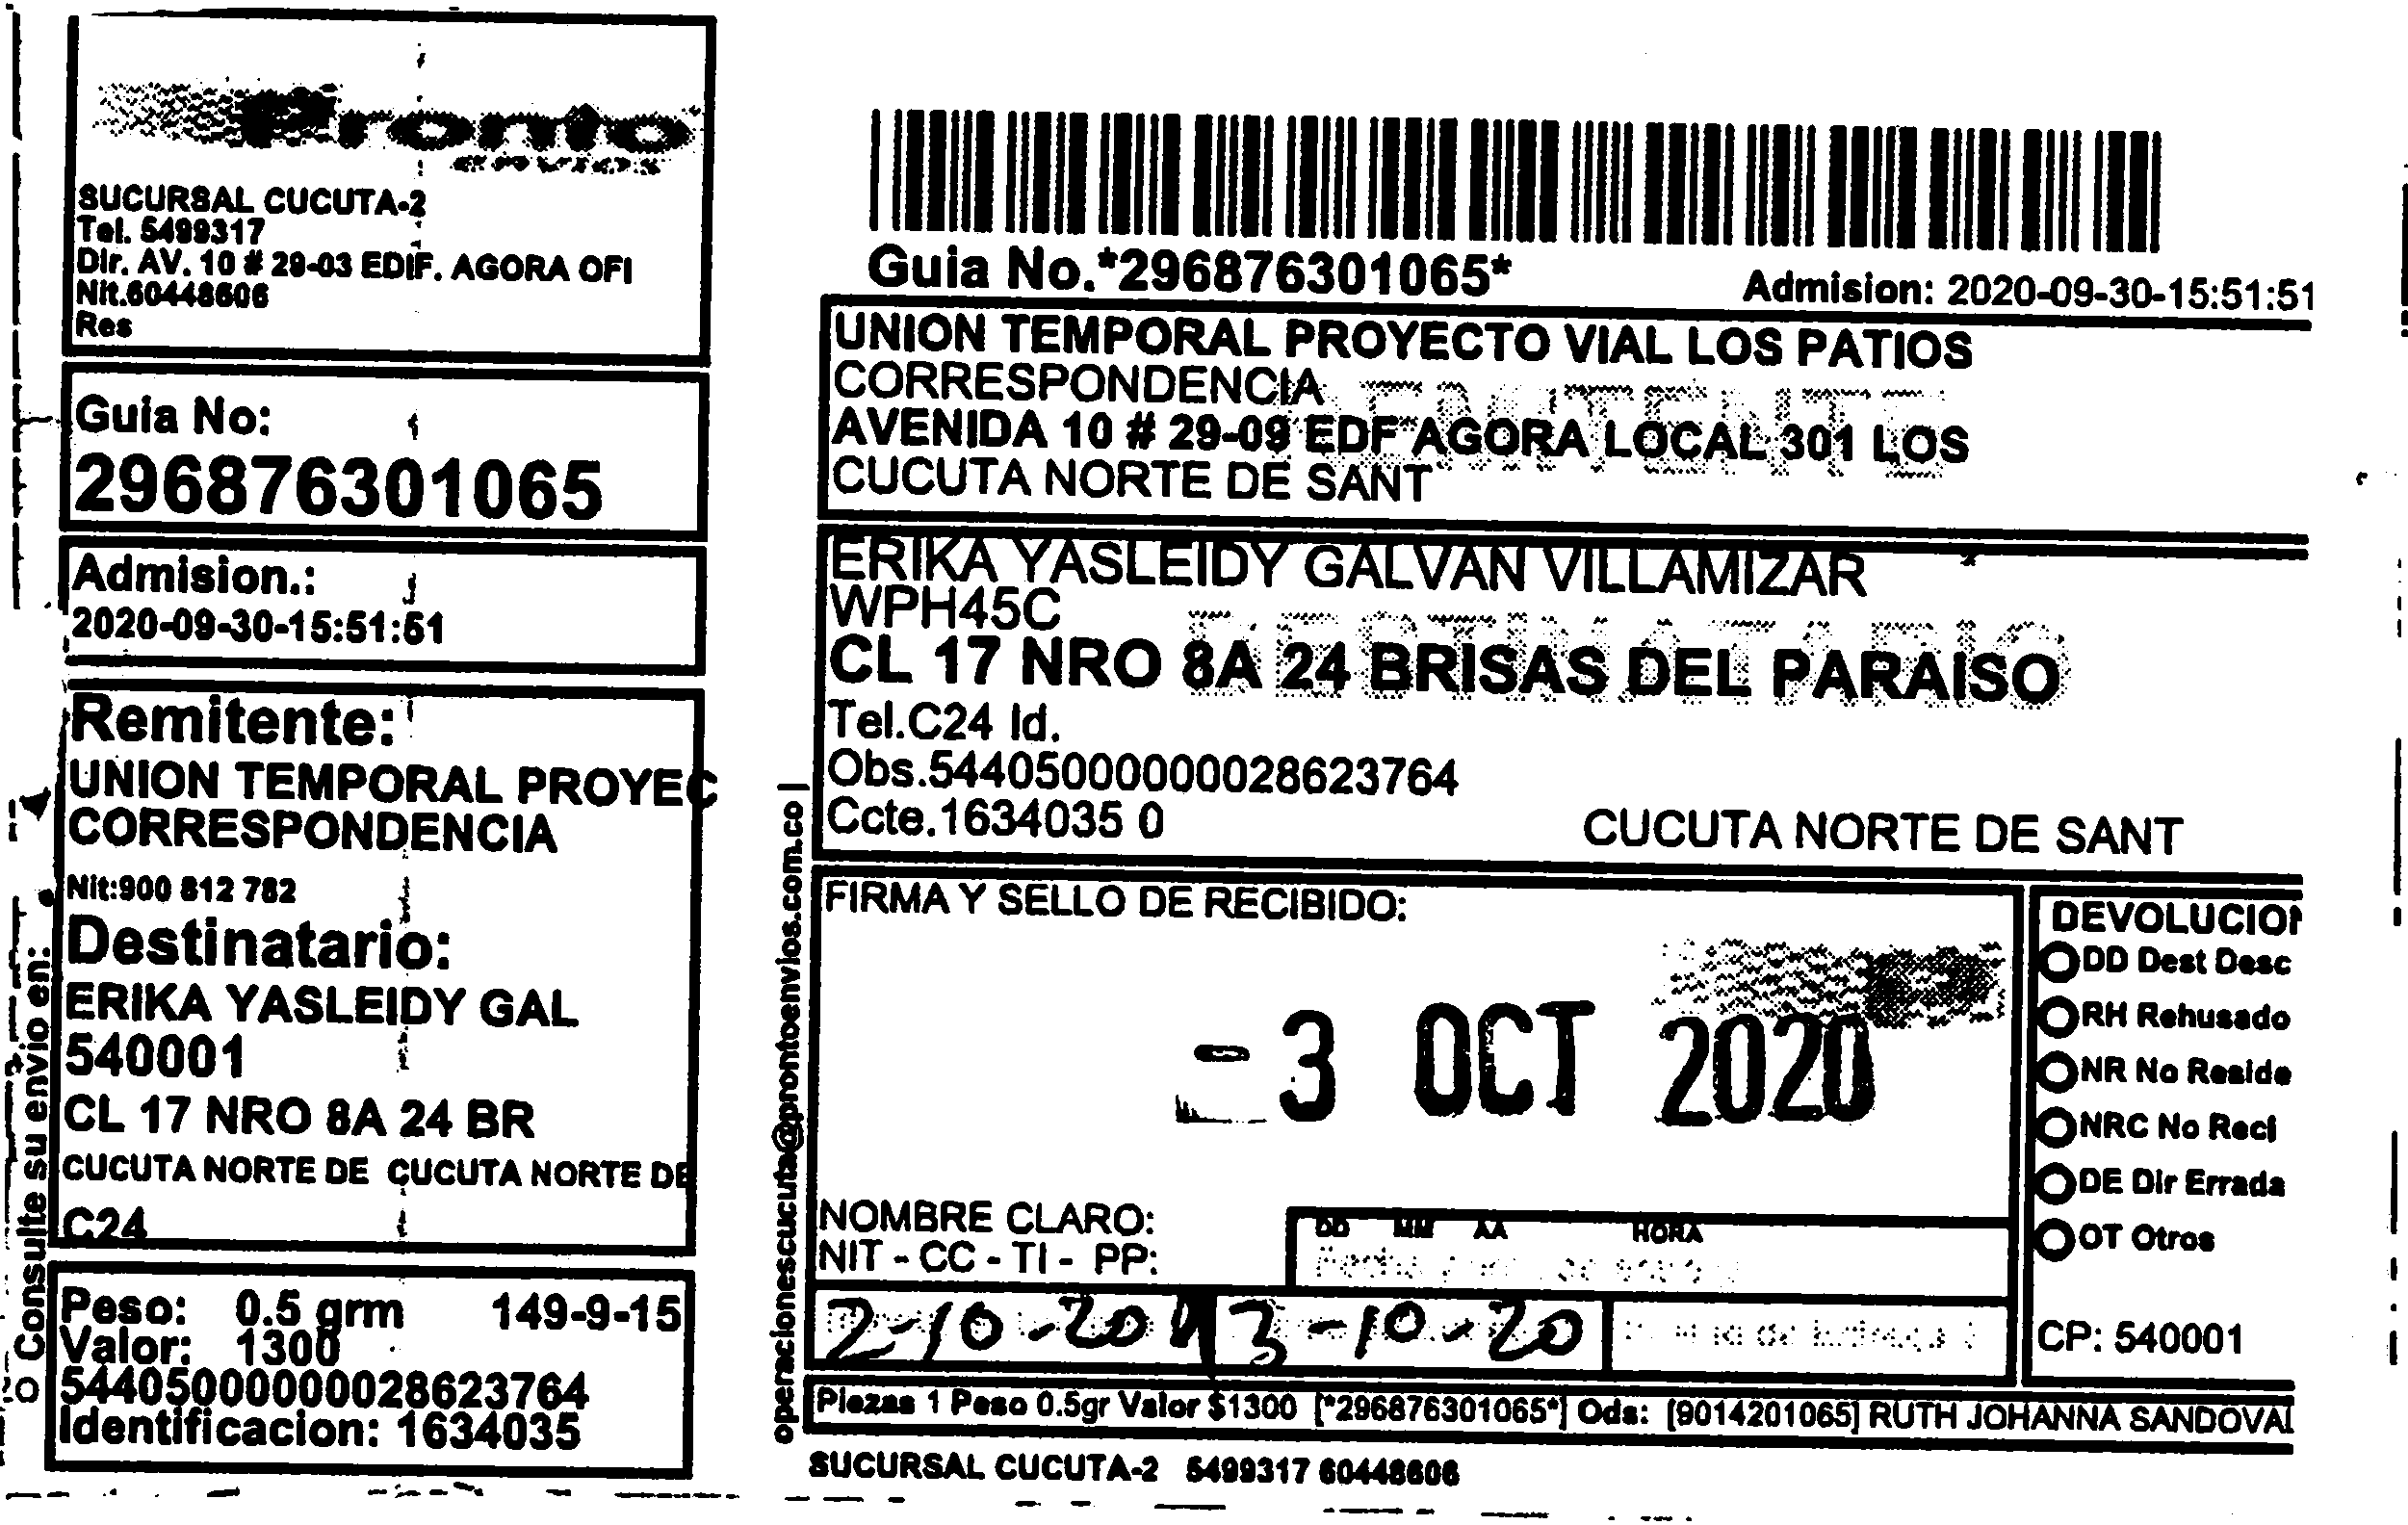 Pronto
envios
SUCURSAL CUCUTA-2
Tel. 5499317
Dir. AV. 10 # 29-03 EDIF. AGORA OFI
Nit.60448606
Res
Guia No:
296876301065
Admision.:
2020-09-30-15:51:51
Remitente:
UNION TEMPORAL PROYEC
CORRESPONDENCIA
Nit:900 812 782
Destinatario:
ERIKA YASLEIDY GAL
540001
CL 17 NRO 8A 24 BR
CUCUTA NORTE DE CUCUTA NORTE DE
C24
Peso: 0.5 grm 149-9-15
Valor: 1300
544050000000028623764
Identificacion: 1634035
Consulte su envio en:
operacionescucuta@prontoenvios.com.co |
Guia No.*296876301065*
Admision: 2020-09-30-15:51:51
UNION TEMPORAL PROYECTO VIAL LOS PATIOS
CORRESPONDENCIA
REMITENTE
AVENIDA 10 # 29-09 EDF AGORA LOCAL 301 LOS
CUCUTA NORTE DE SANT
ERIKA YASLEIDY GALVAN VILLAMIZAR
WPH45C
DESTINATARIO
CL 17 NRO 8A 24 BRISAS DEL PARAISO
Tel.C24 Id.
Obs.544050000000028623764
Ccte.1634035 0
CUCUTA NORTE DE SANT
FIRMA Y SELLO DE RECIBIDO:
- 3 OCT 2020
NOMBRE CLARO:
NIT - CC - TI - PP:
DD MM AA HORA
2-10-20
3-10-20
DEVOLUCION
DD Dest Desc
RH Rehusado
NR No Reside
NRC No Reci
DE Dir Errada
OT Otros
CP: 540001
Piezas 1 Peso 0.5gr Valor $1300 [*296876301065*] Ods: [9014201065] RUTH JOHANNA SANDOVAL
SUCURSAL CUCUTA-2 5499317 60448606